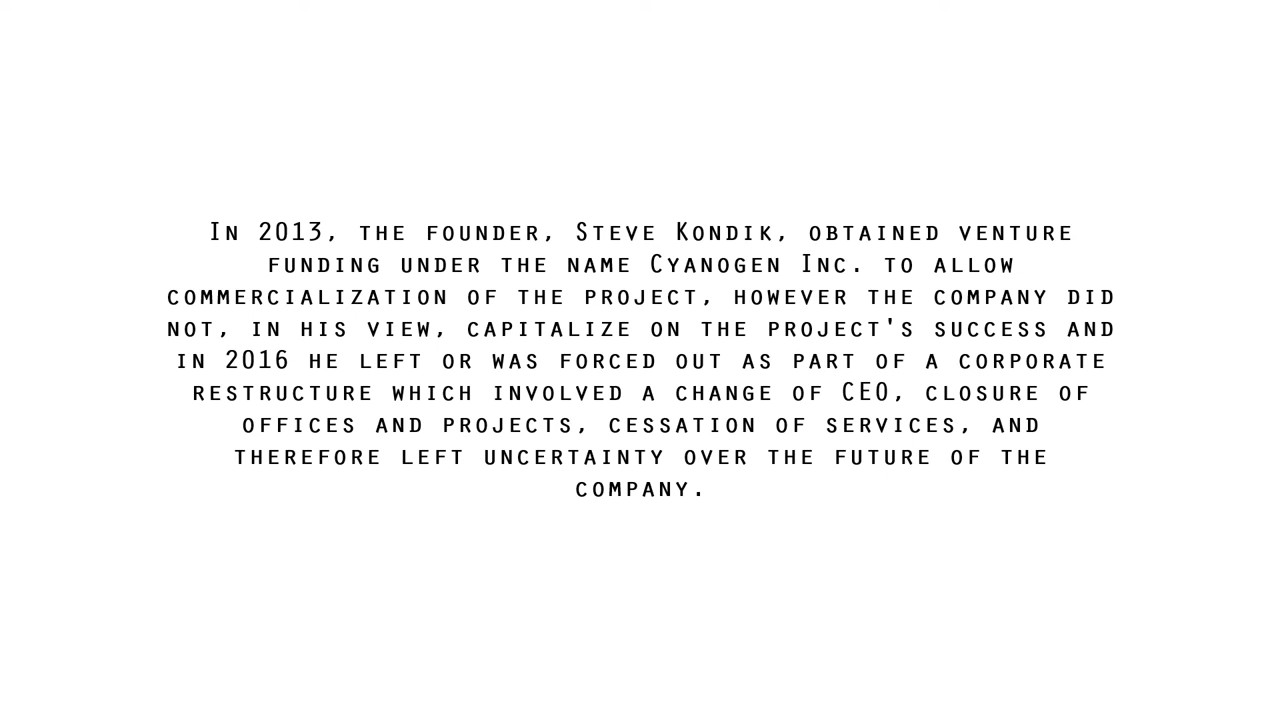 In 2013, the founder, Steve Kondik, obtained venture
funding under the name Cyanogen Inc. to allow
commercialization of the project, however the company did
not, in his view, capitalize on the project's success and
in 2016 he left or was forced out as part of a corporate
restructure which involved a change of CEO, closure of
offices and projects, cessation of services, and
therefore left uncertainty over the future of the
company.